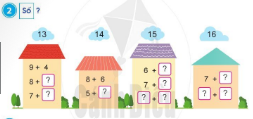 2 Số ?
13 14 15 16
9 + 4
8 + ?
7 + ?
8 + 6
5 + ?
6 + ?
7 + ?
? + ?
7 + ?
? + ?